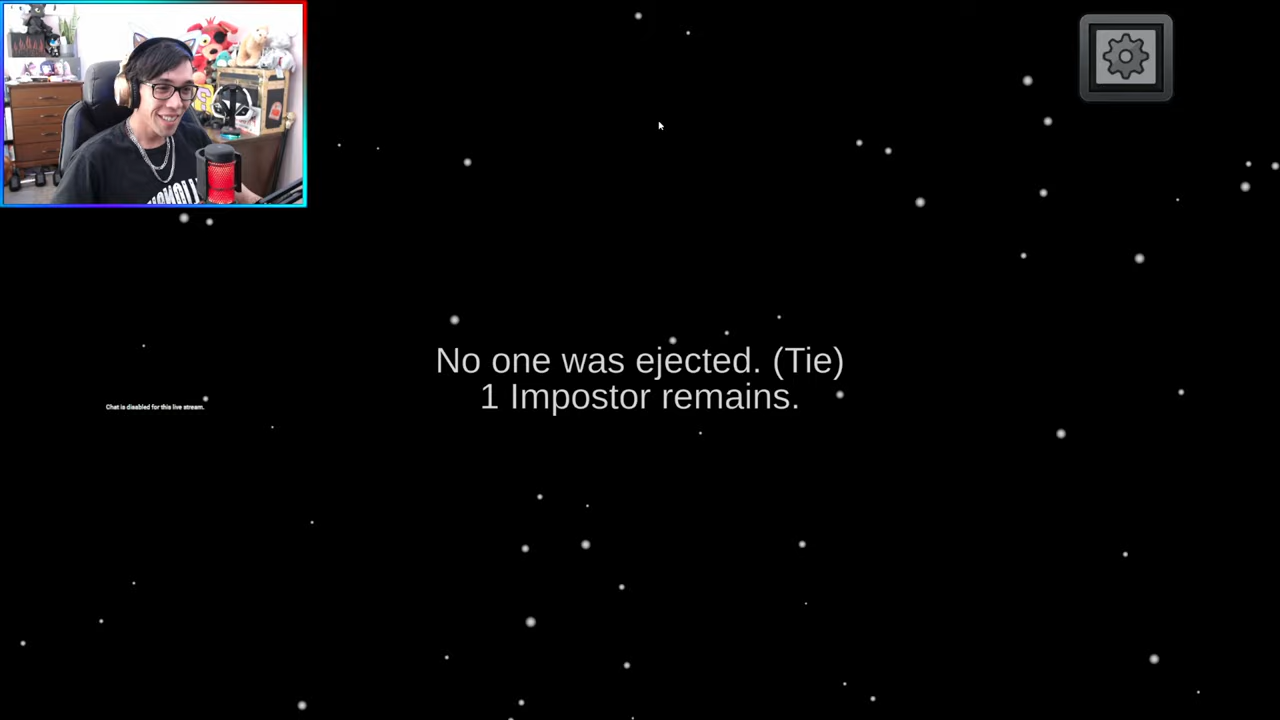 No one was ejected. (Tie)
1 Impostor remains.
Chat is disabled for this live stream.